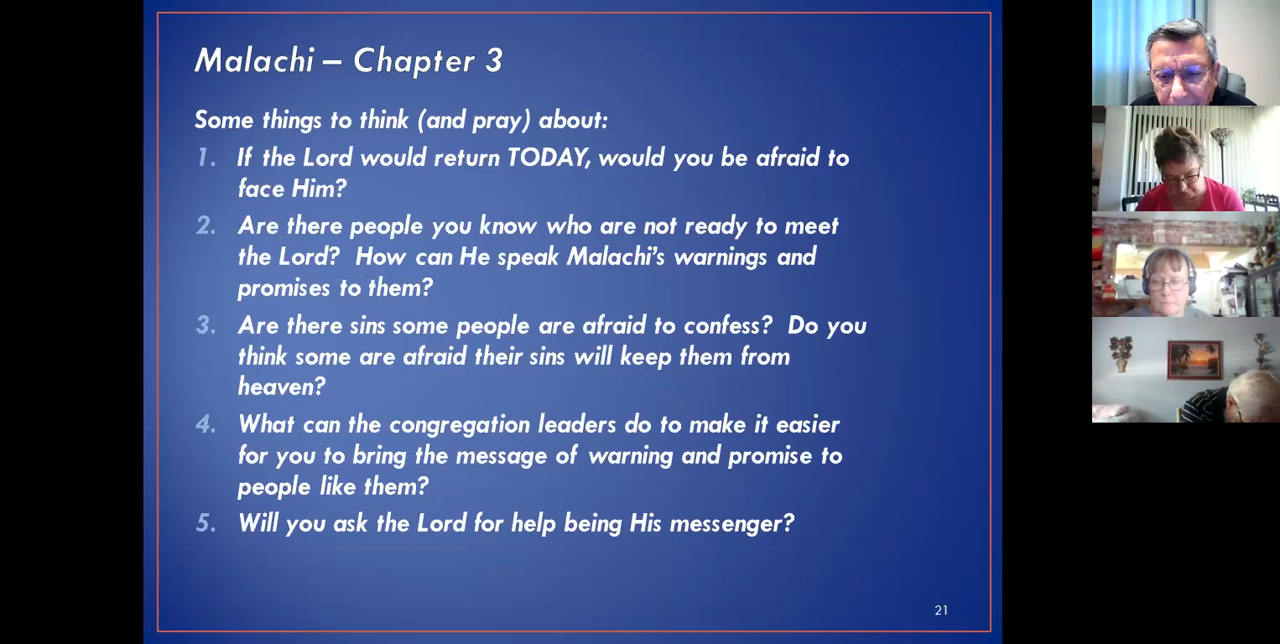 Malachi – Chapter 3
Some things to think (and pray) about:
1. If the Lord would return TODAY, would you be afraid to
face Him?
2. Are there people you know who are not ready to meet
the Lord? How can He speak Malachi’s warnings and
promises to them?
3. Are there sins some people are afraid to confess? Do you
think some are afraid their sins will keep them from
heaven?
4. What can the congregation leaders do to make it easier
for you to bring the message of warning and promise to
people like them?
5. Will you ask the Lord for help being His messenger?
21